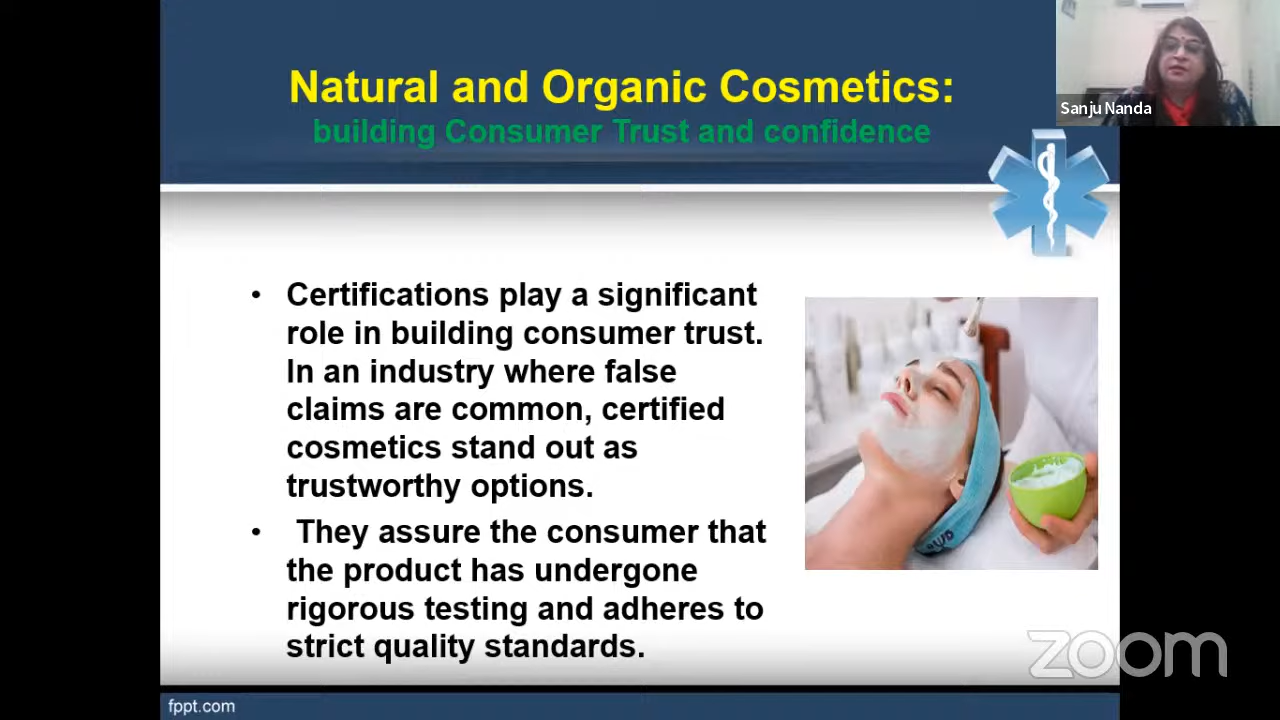 Natural and Organic Cosmetics:
building Consumer Trust and confidence
Sanju Nanda
• Certifications play a significant
role in building consumer trust.
In an industry where false
claims are common, certified
cosmetics stand out as
trustworthy options.
• They assure the consumer that
the product has undergone
rigorous testing and adheres to
strict quality standards.
zoom
fppt.com